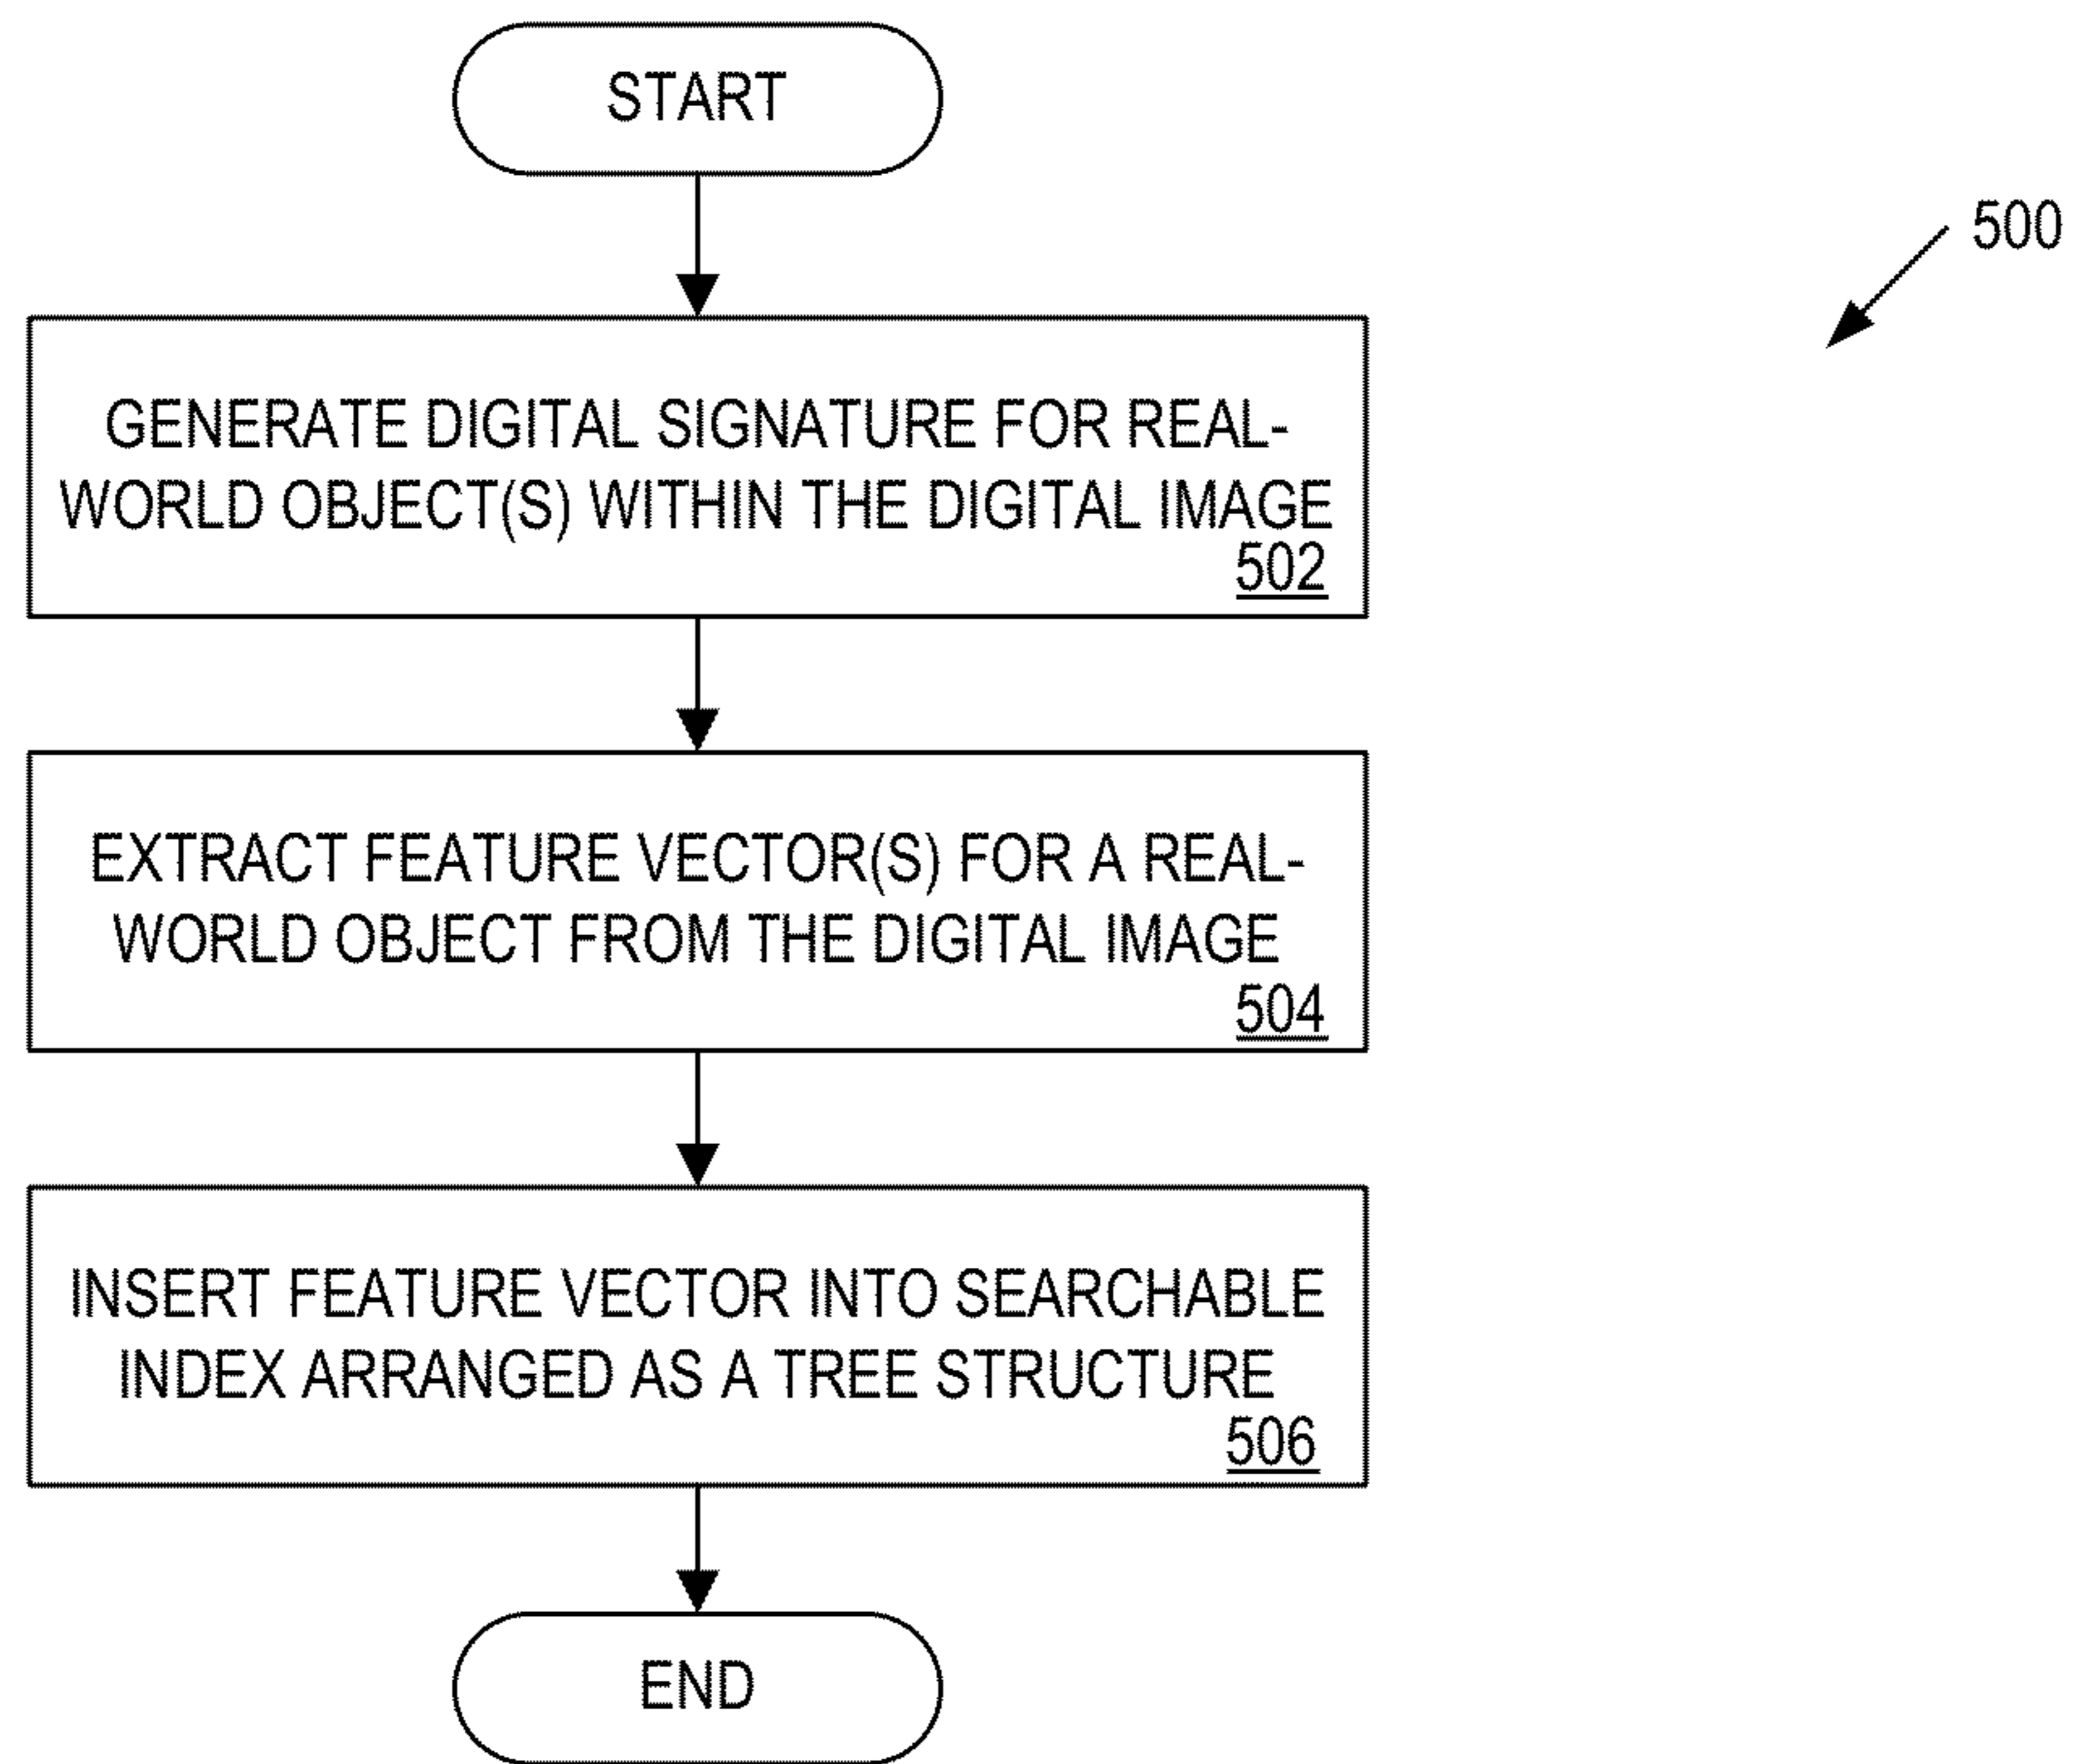 START
500
GENERATE DIGITAL SIGNATURE FOR REAL-
WORLD OBJECT(S) WITHIN THE DIGITAL IMAGE
502
EXTRACT FEATURE VECTOR(S) FOR A REAL-
WORLD OBJECT FROM THE DIGITAL IMAGE
504
INSERT FEATURE VECTOR INTO SEARCHABLE
INDEX ARRANGED AS A TREE STRUCTURE
506
END